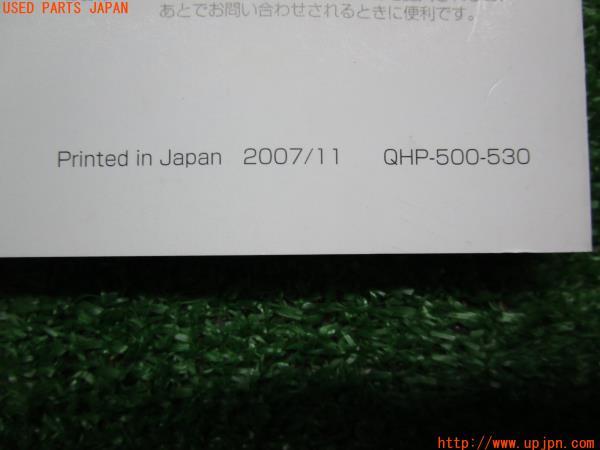 USED PARTS JAPAN
あとでお問い合わせされるときに便利です。
Printed in Japan 2007/11 QHP-500-530
http://www.upjpn.com/